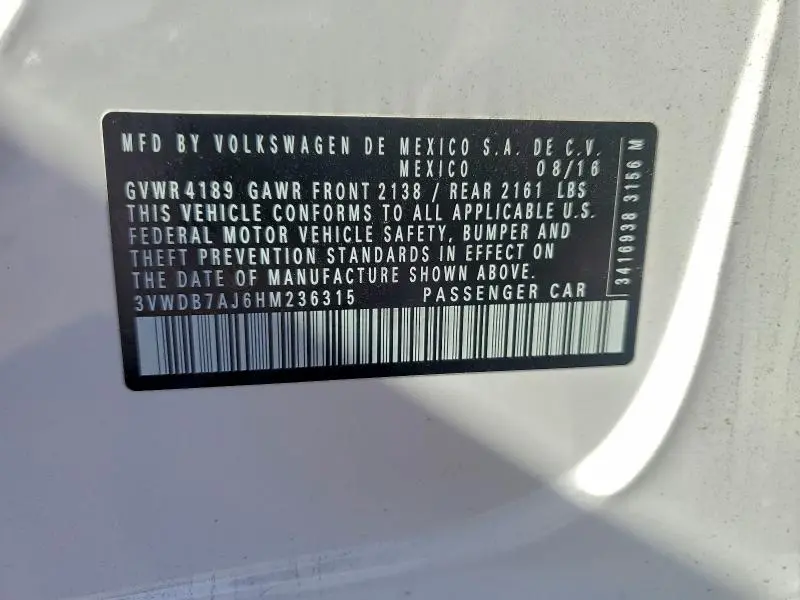 MFD BY VOLKSWAGEN DE MEXICO S.A. DE C.V.
MEXICO 08/16
GVWR 4189 GAWR FRONT 2138 / REAR 2161 LBS
THIS VEHICLE CONFORMS TO ALL APPLICABLE U.S.
FEDERAL MOTOR VEHICLE SAFETY, BUMPER AND
THEFT PREVENTION STANDARDS IN EFFECT ON
THE DATE OF MANUFACTURE SHOWN ABOVE.
3VWDB7AJ6HM236315 PASSENGER CAR
3416938 3156 M